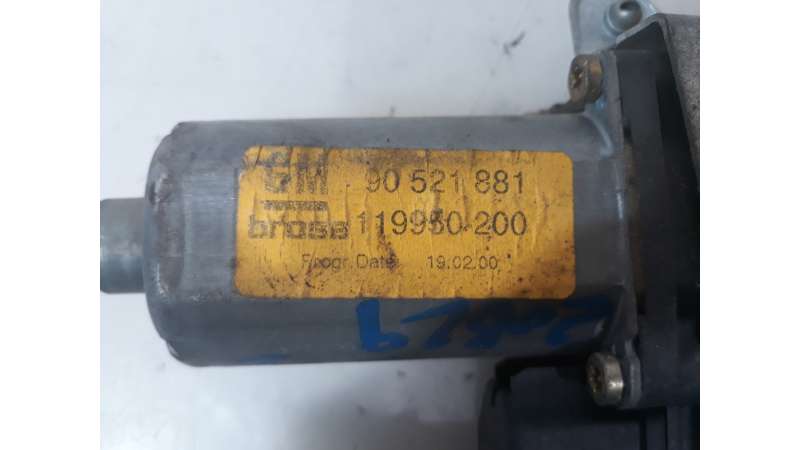 GM 90 521 881
brose 119950-200
Progr. Date: 19.02.00